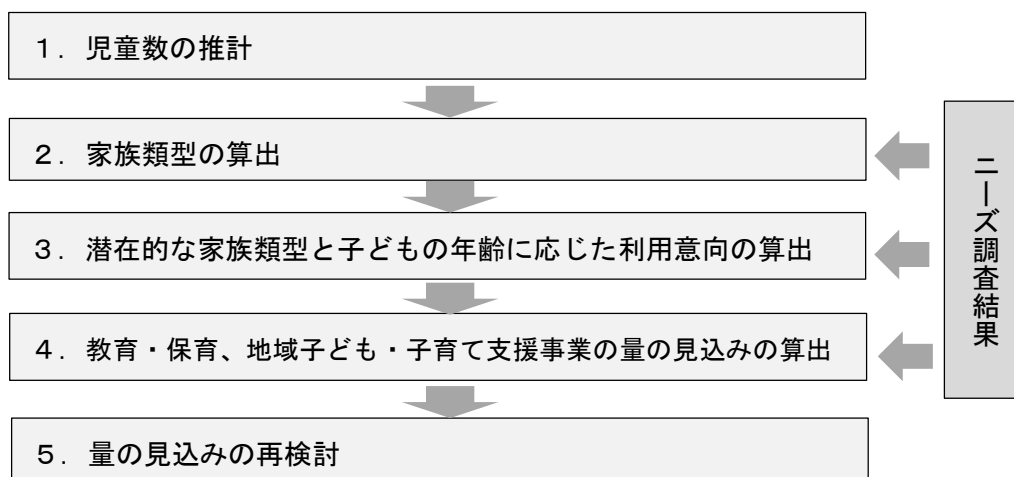 １．児童数の推計
２．家族類型の算出
３．潜在的な家族類型と子どもの年齢に応じた利用意向の算出
４．教育・保育、地域子ども・子育て支援事業の量の見込みの算出
５．量の見込みの再検討
ニーズ調査結果